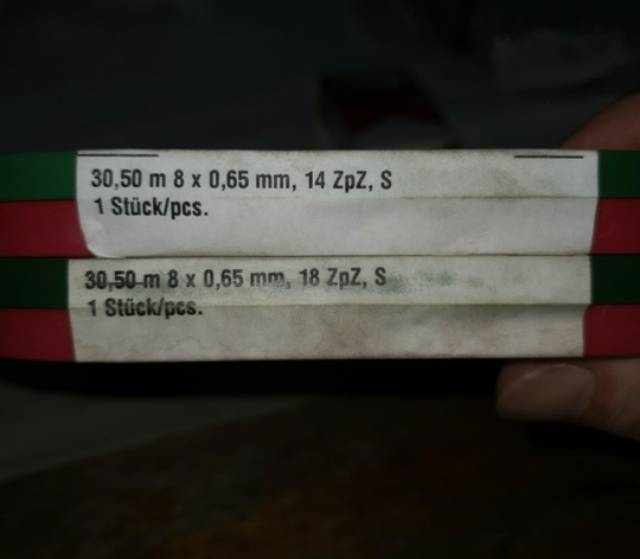 30,50 m 8 x 0,65 mm, 14 ZpZ, S
1 Stück/pcs.
30,50 m 8 x 0,65 mm, 18 ZpZ, S
1 Stück/pcs.